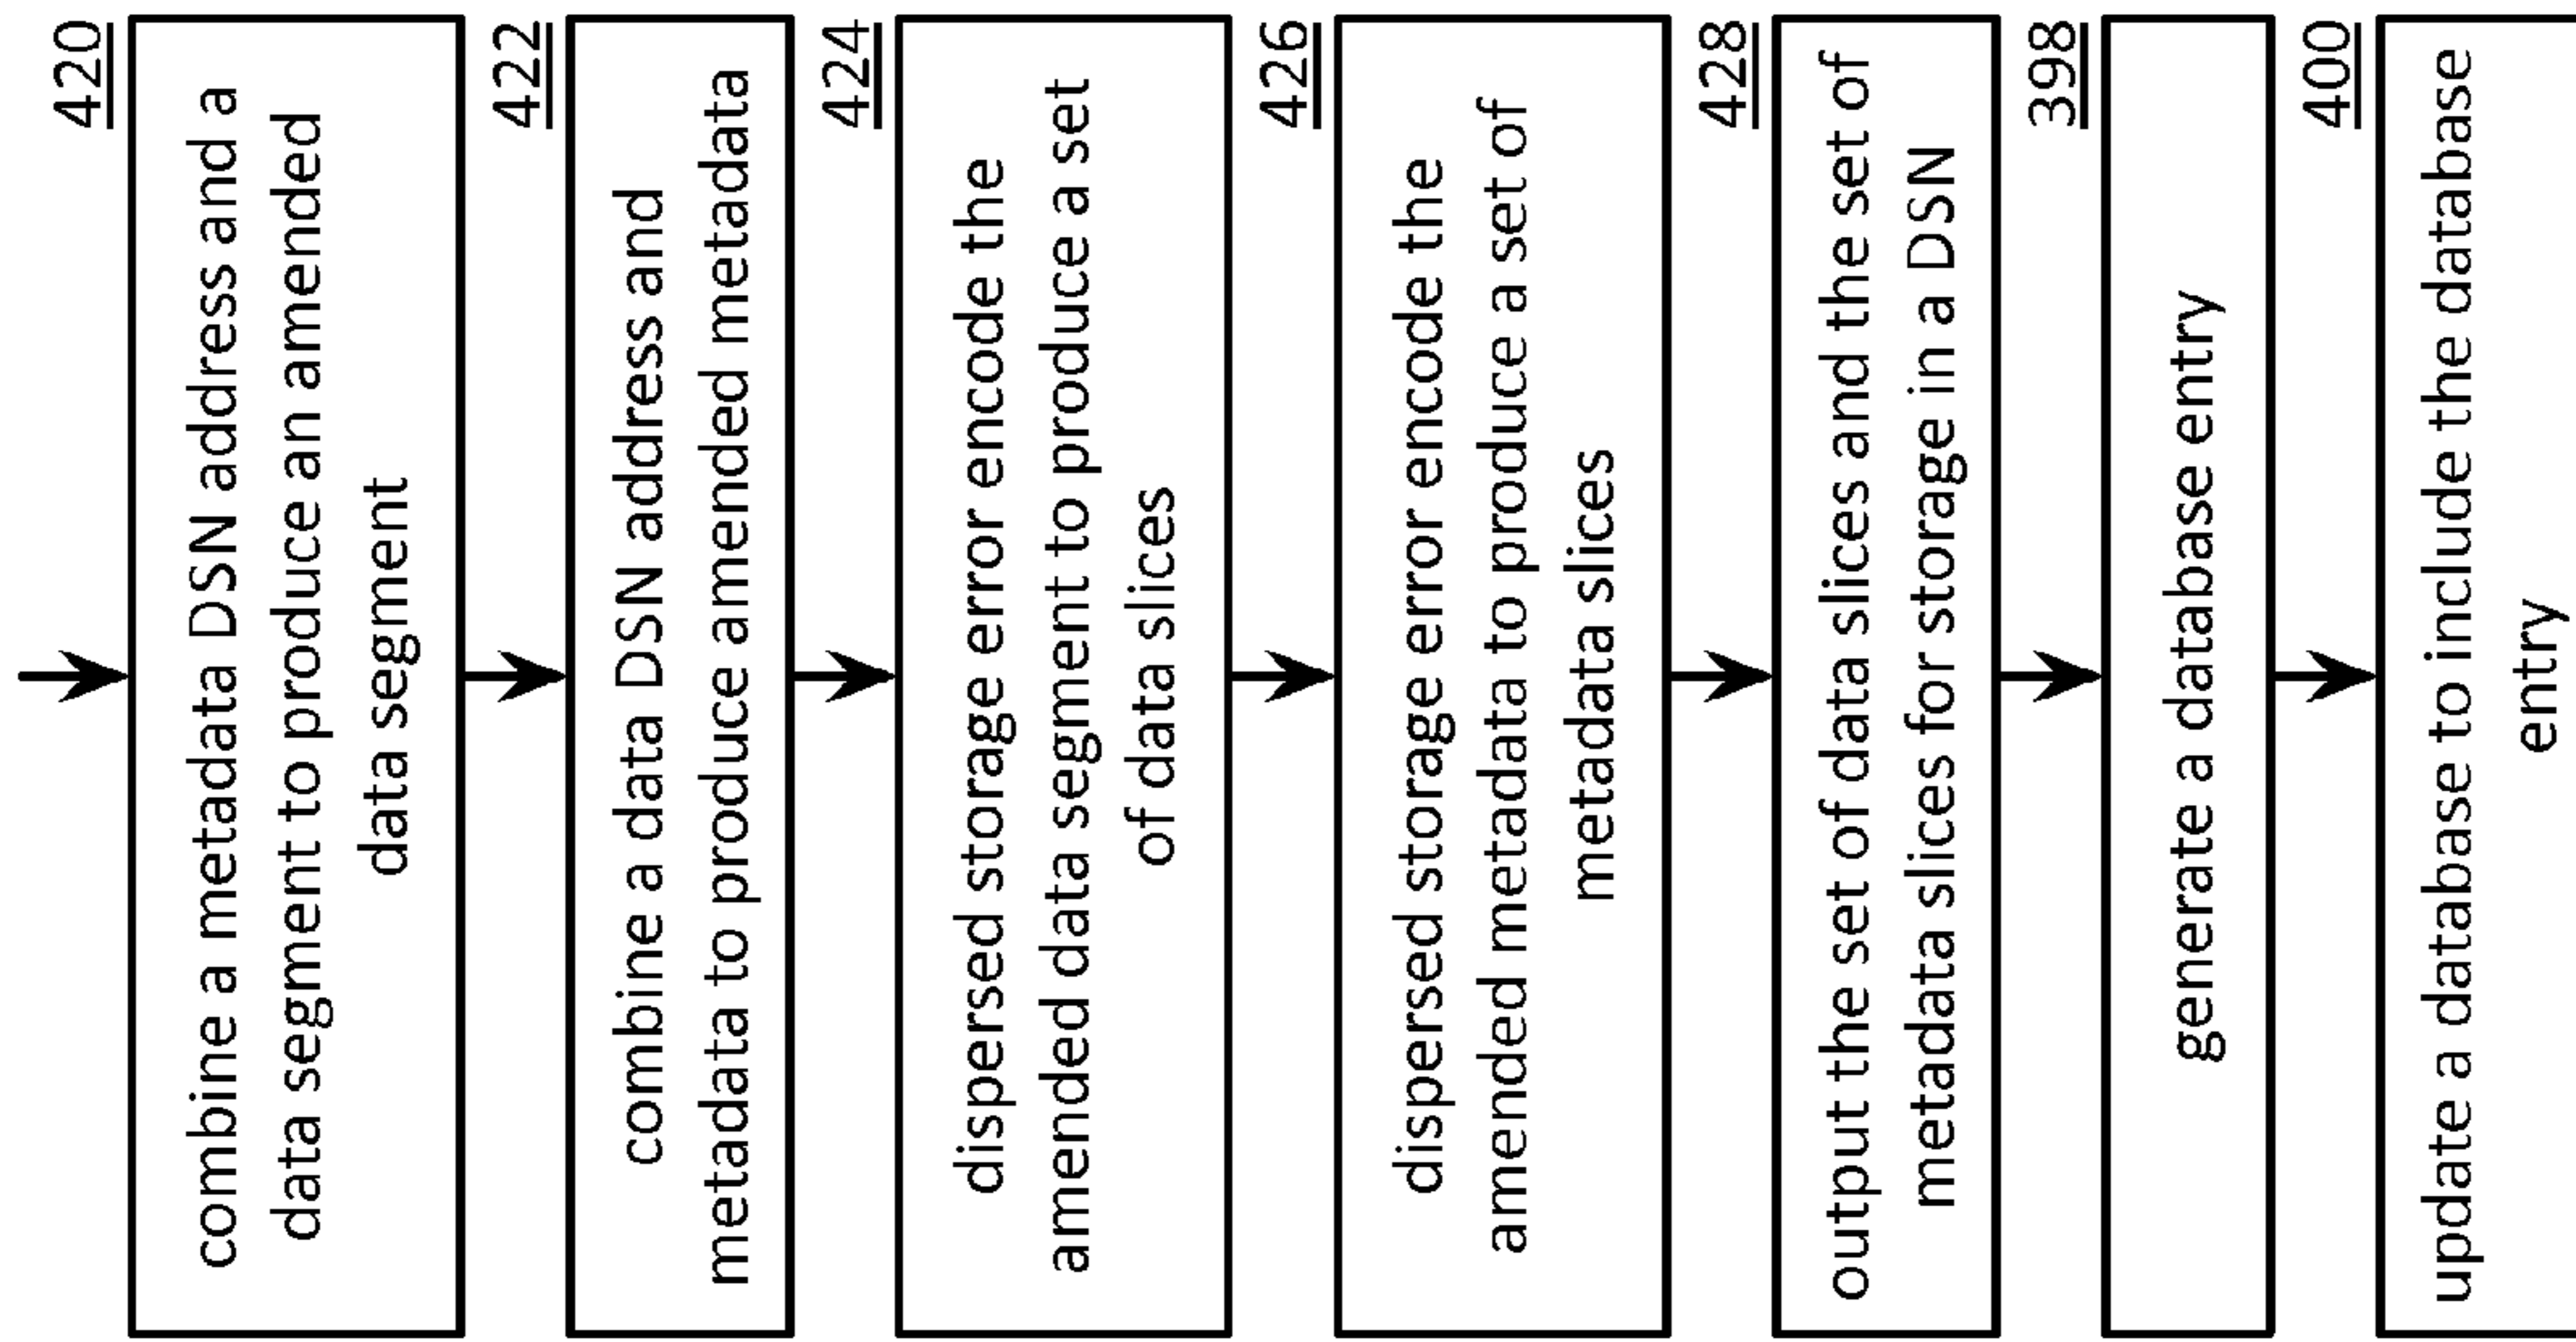 420
combine a metadata DSN address and a
data segment to produce an amended
data segment
422
combine a data DSN address and
metadata to produce amended metadata
424
dispersed storage error encode the
amended data segment to produce a set
of data slices
426
dispersed storage error encode the
amended metadata to produce a set of
metadata slices
428
output the set of data slices and the set of
metadata slices for storage in a DSN
398
generate a database entry
400
update a database to include the database
entry